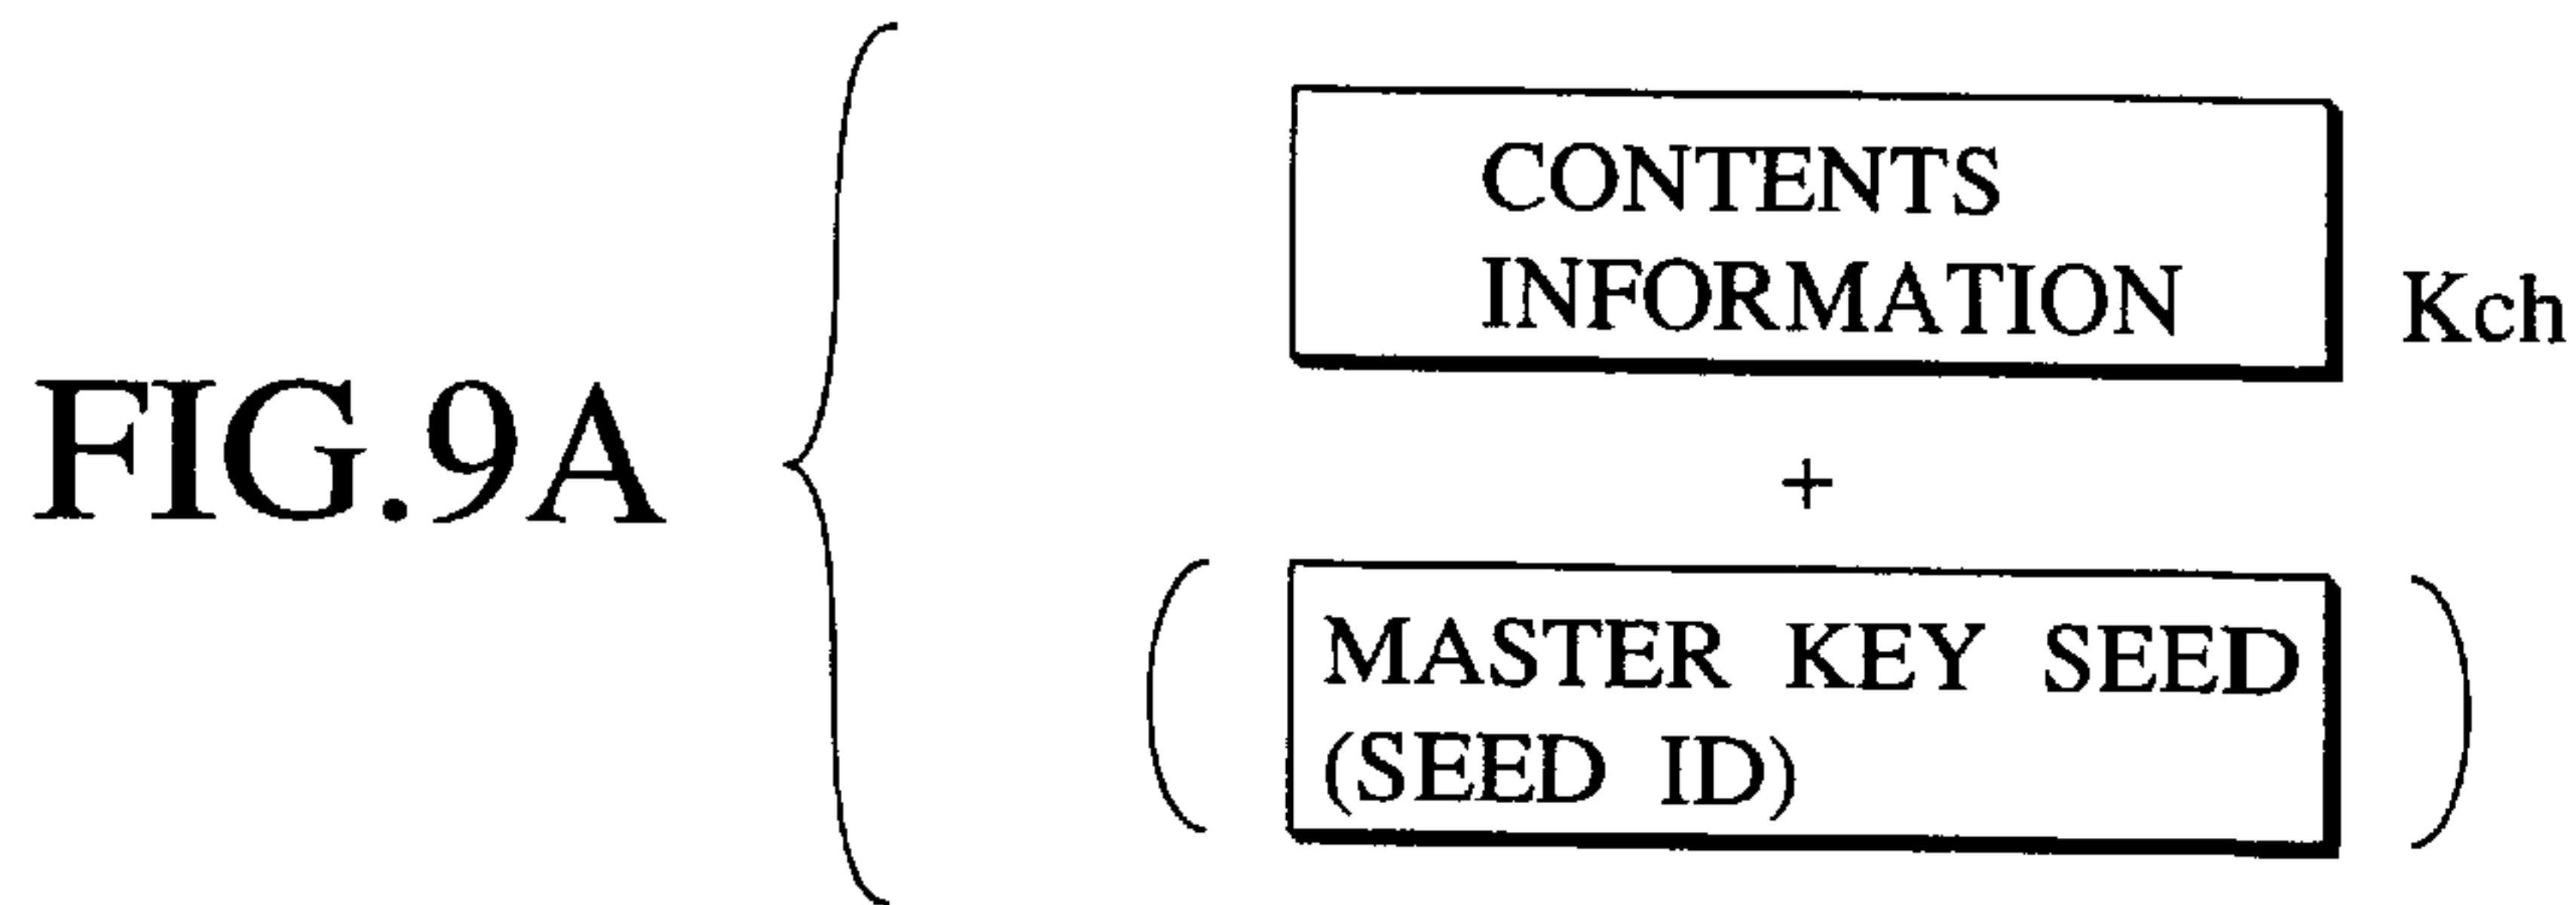 FIG.9A
CONTENTS
INFORMATION
Kch
+
MASTER KEY SEED
(SEED ID)